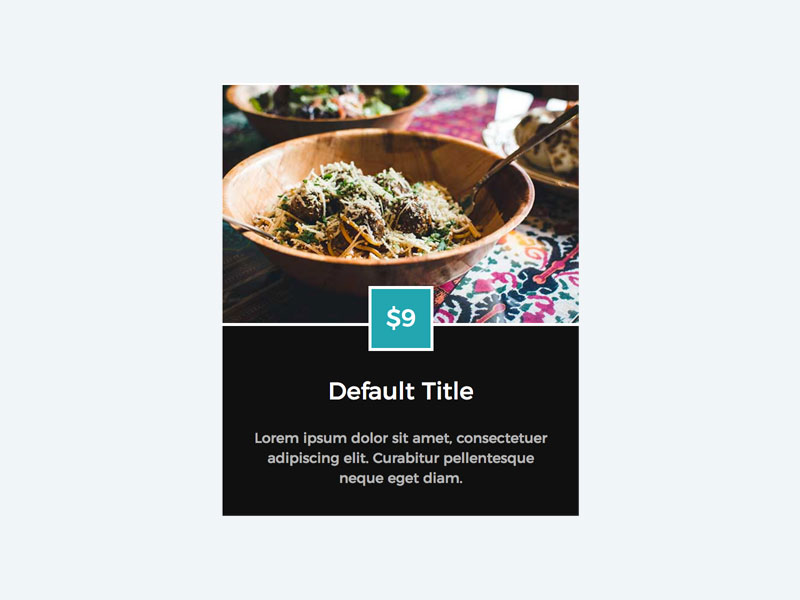 $9
Default Title
Lorem ipsum dolor sit amet, consectetuer
adipiscing elit. Curabitur pellentesque
neque eget diam.